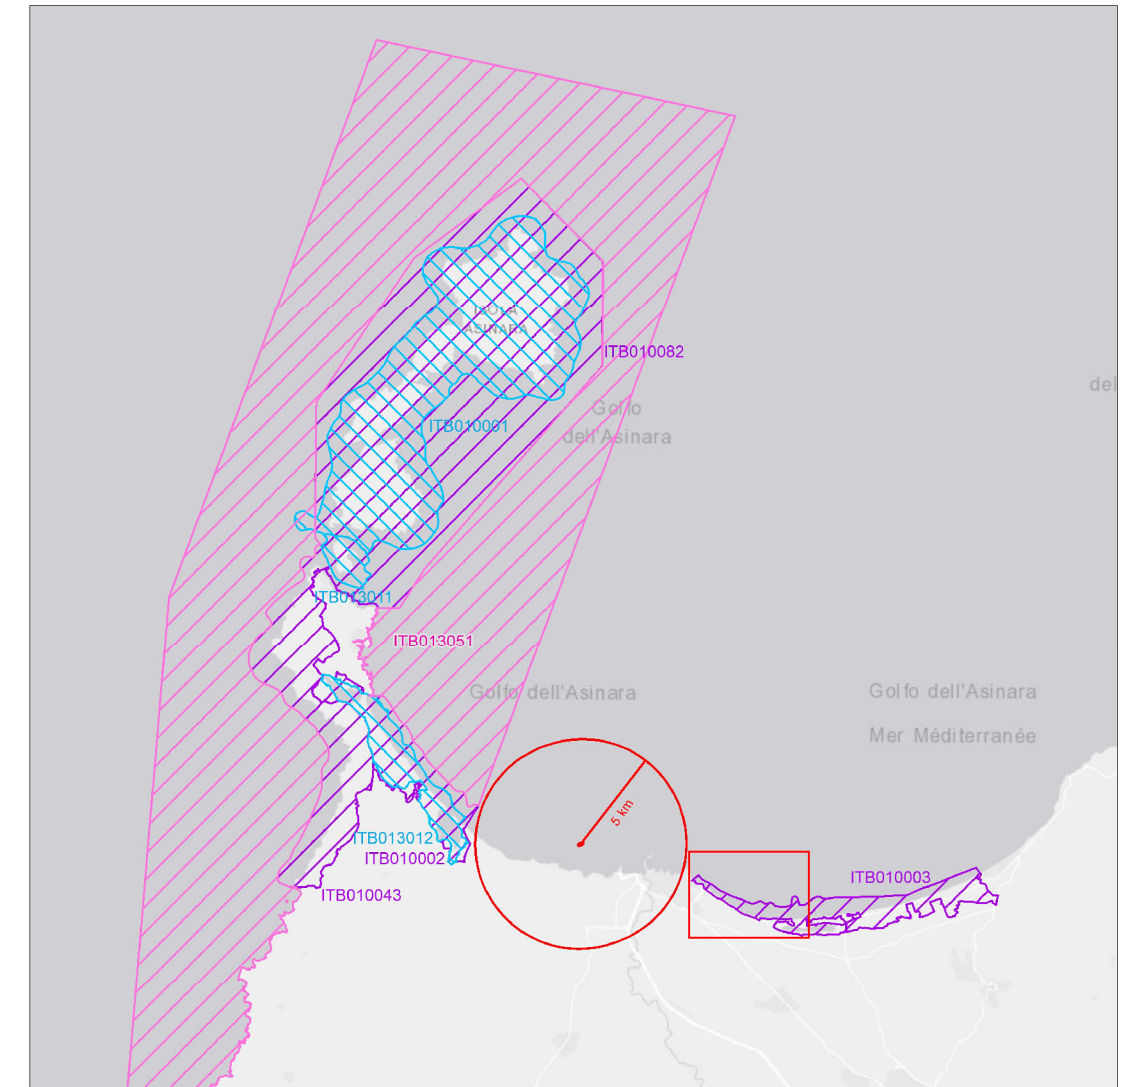 ISOLA
ASINARA
ITB010082
del
Golfo
dell'Asinara
ITB010001
ITB013011
ITB013051
Golfo dell'Asinara
Golfo dell'Asinara
Mer Méditerranée
5 km
ITB013012
ITB010002
ITB010003
ITB010043